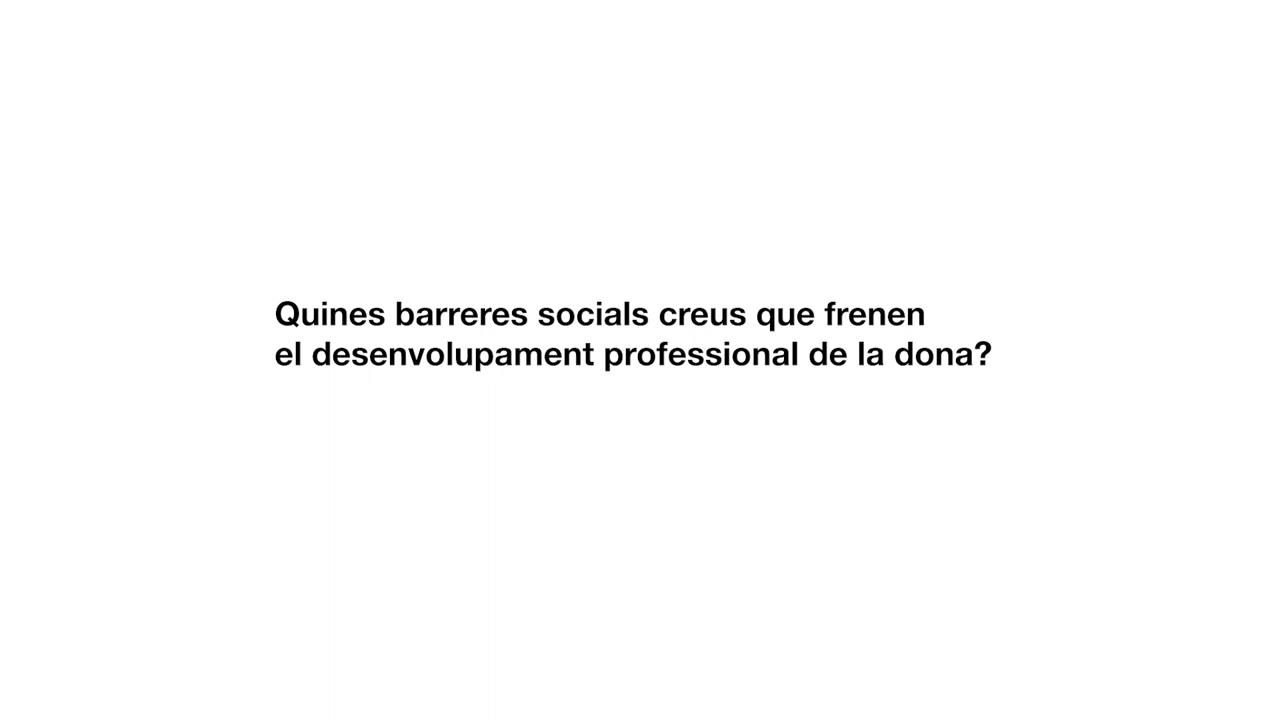 Quines barreres socials creus que frenen
el desenvolupament professional de la dona?